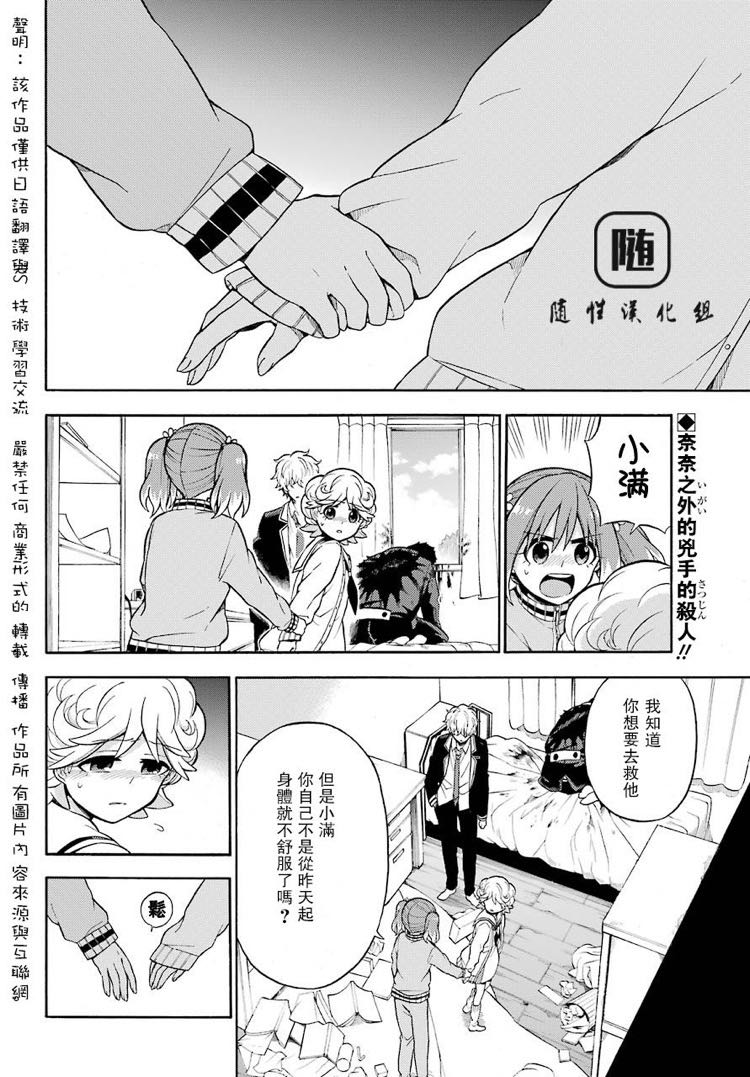 聲明：該作品僅供日語翻譯與 技術學習交流 嚴禁任何商業形式的轉載 傳播 作品所有圖片內容來源與互聯網
随
随性漢化組
◆奈奈之外的兇手的殺人!!
いがい
さつじん
小滿
我知道
你想要去救他
但是小滿
你自己不是從昨天起
身體就不舒服了嗎?
鬆